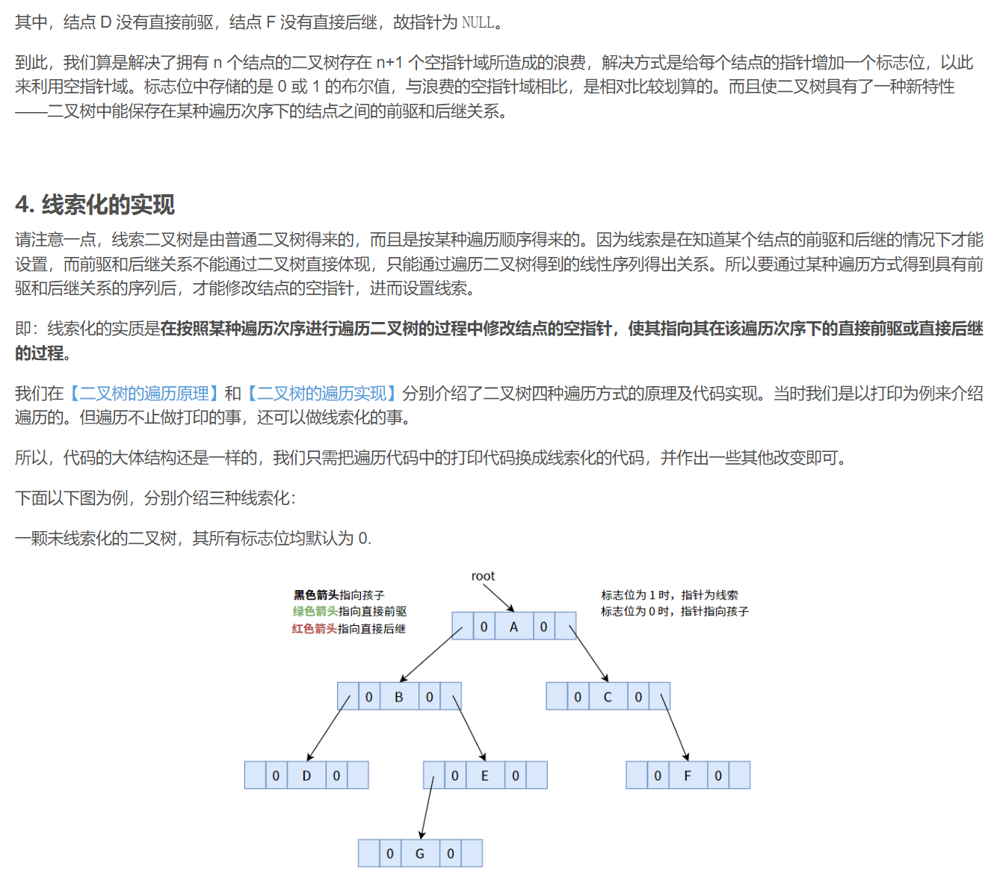 其中，结点 D 没有直接前驱，结点 F 没有直接后继，故指针为 NULL。
到此，我们算是解决了拥有 n 个结点的二叉树存在 n+1 个空指针域所造成的浪费，解决方式是给每个结点的指针增加一个标志位，以此
来利用空指针域。标志位中存储的是 0 或 1 的布尔值，与浪费的空指针域相比，是相对比较划算的。而且使二叉树具有了一种新特性
——二叉树中能保存在某种遍历次序下的结点之间的前驱和后继关系。
4. 线索化的实现
请注意一点，线索二叉树是由普通二叉树得来的，而且是按某种遍历顺序得来的。因为线索是在知道某个结点的前驱和后继的情况下才能
设置，而前驱和后继关系不能通过二叉树直接体现，只能通过遍历二叉树得到的线性序列得出关系。所以要通过某种遍历方式得到具有前
驱和后继关系的序列后，才能修改结点的空指针，进而设置线索。
即：线索化的实质是在按照某种遍历次序进行遍历二叉树的过程中修改结点的空指针，使其指向其在该遍历次序下的直接前驱或直接后继
的过程。
我们在【二叉树的遍历原理】和【二叉树的遍历实现】分别介绍了二叉树四种遍历方式的原理及代码实现。当时我们是以打印为例来介绍
遍历的。但遍历不止做打印的事，还可以做线索化的事。
所以，代码的大体结构还是一样的，我们只需把遍历代码中的打印代码换成线索化的代码，并作出一些其他改变即可。
下面以下图为例，分别介绍三种线索化：
一颗未线索化的二叉树，其所有标志位均默认为 0.
root
黑色箭头指向孩子
绿色箭头指向直接前驱
红色箭头指向直接后继
标志位为 1 时，指针为线索
标志位为 0 时，指针指向孩子
0 A 0
0 B 0
0 C 0
0 D 0
0 E 0
0 F 0
0 G 0